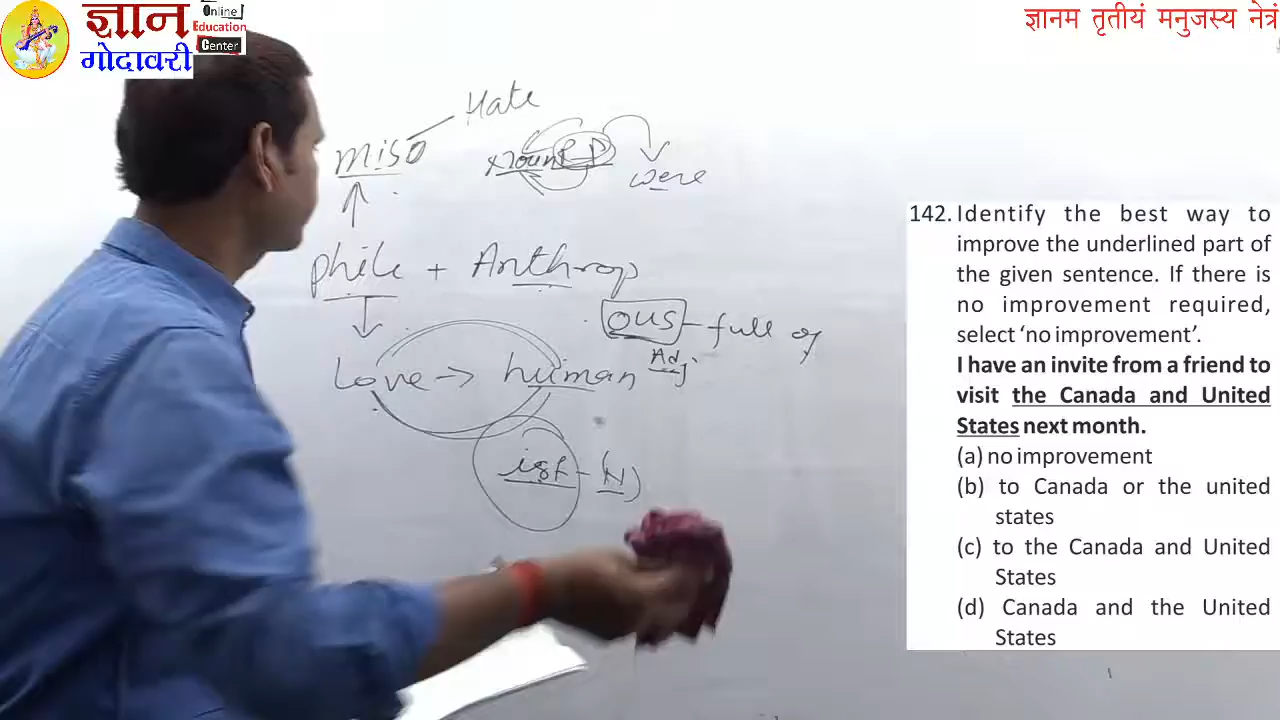 ज्ञान
गोदावरी
Online
Education
Center
ज्ञानम तृतीयं मनुजस्य नेत्रं
Hate
miso
were
phile + Anthrop
ous - full of
Adj
Love → human
ist - (N)
142. Identify the best way to
improve the underlined part of
the given sentence. If there is
no improvement required,
select ‘no improvement’.
I have an invite from a friend to
visit the Canada and United
States next month.
(a) no improvement
(b) to Canada or the united
states
(c) to the Canada and United
States
(d) Canada and the United
States